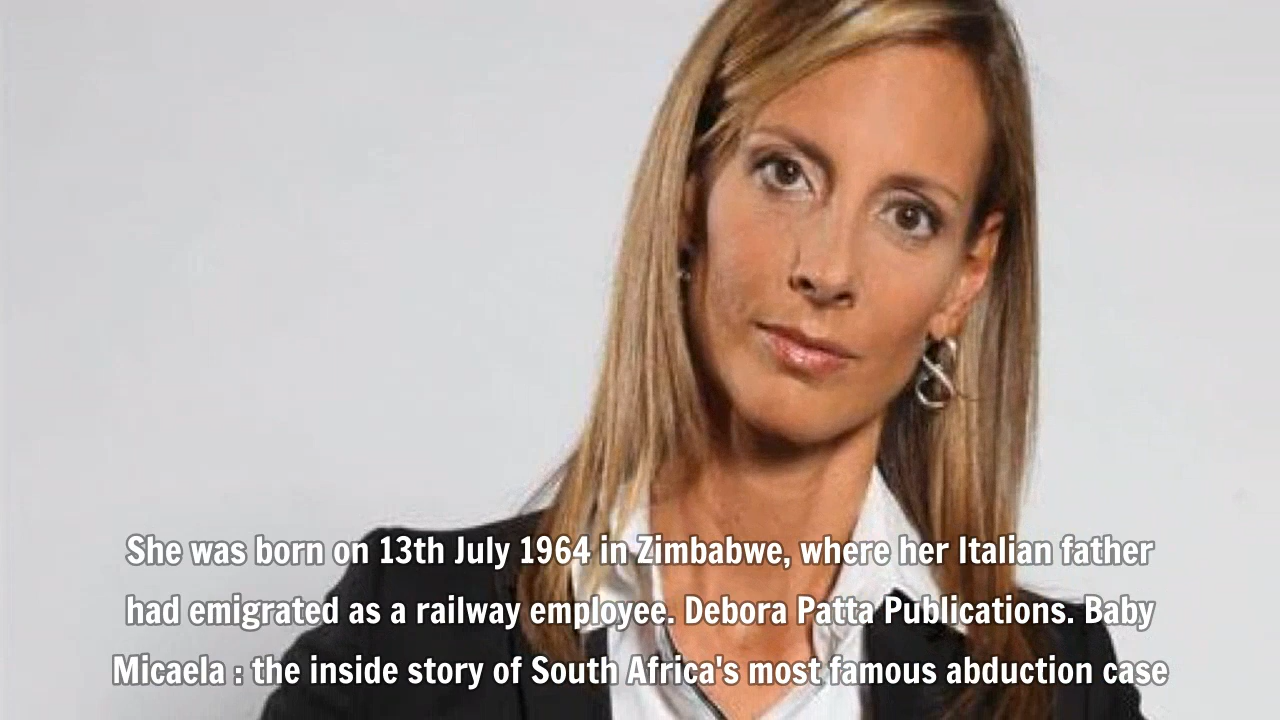 She was born on 13th July 1964 in Zimbabwe, where her Italian father
had emigrated as a railway employee. Debora Patta Publications. Baby
Micaela : the inside story of South Africa's most famous abduction case